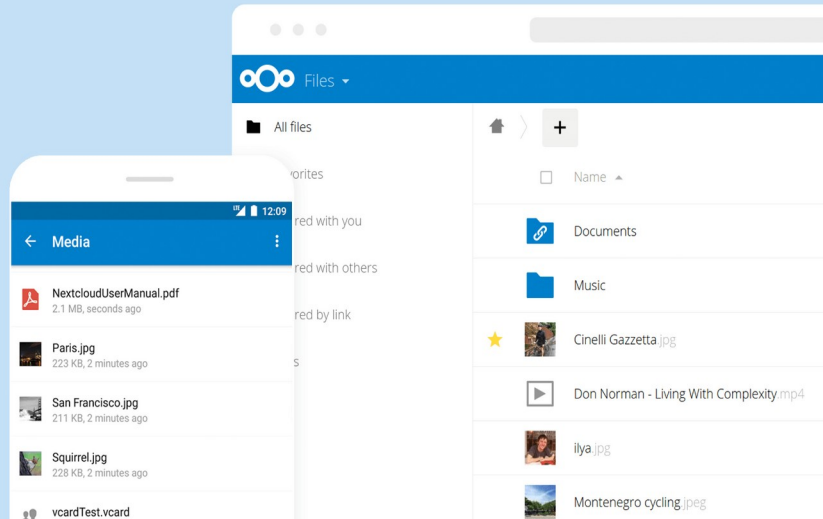 Files
All files
vorites
red with you
red with others
red by link
s
Name
Documents
Music
Cinelli Gazzetta.jpg
Don Norman - Living With Complexity.mp4
ilya.jpg
Montenegro cycling.jpeg
LTE 12:09
Media
NextcloudUserManual.pdf
2.1 MB, seconds ago
Paris.jpg
223 KB, 2 minutes ago
San Francisco.jpg
211 KB, 2 minutes ago
Squirrel.jpg
228 KB, 2 minutes ago
vcardTest.vcard